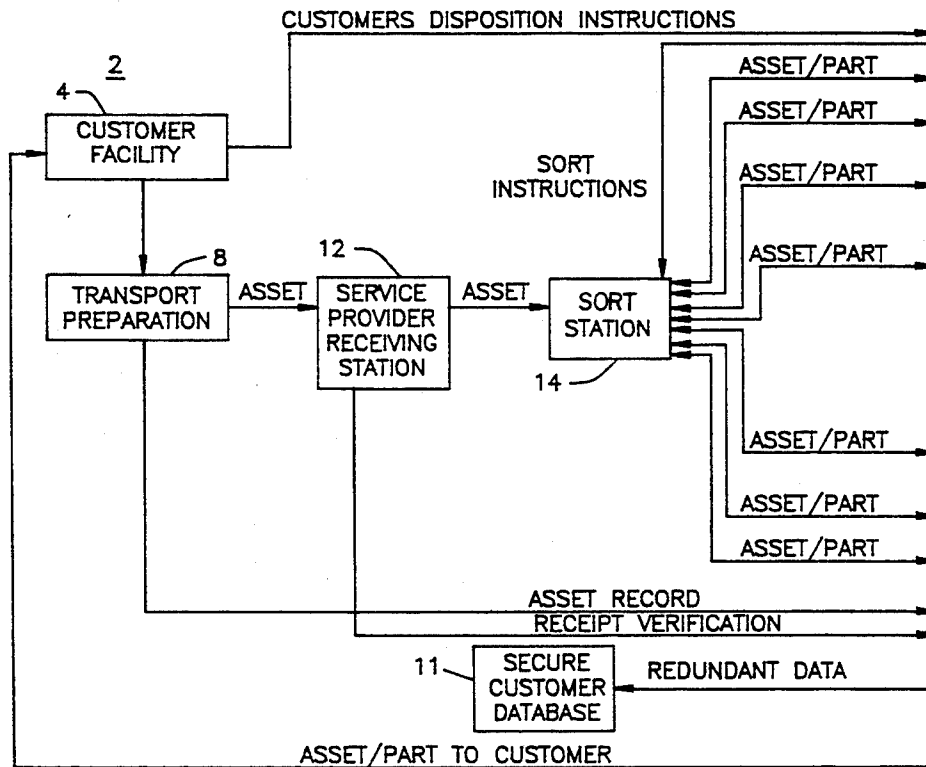 CUSTOMERS DISPOSITION INSTRUCTIONS
2
4
CUSTOMER
FACILITY
ASSET/PART
ASSET/PART
SORT
INSTRUCTIONS
ASSET/PART
ASSET/PART
8
TRANSPORT
PREPARATION
ASSET
12
SERVICE
PROVIDER
RECEIVING
STATION
ASSET
SORT
STATION
14
ASSET/PART
ASSET/PART
ASSET/PART
ASSET RECORD
RECEIPT VERIFICATION
11
SECURE
CUSTOMER
DATABASE
REDUNDANT DATA
ASSET/PART TO CUSTOMER